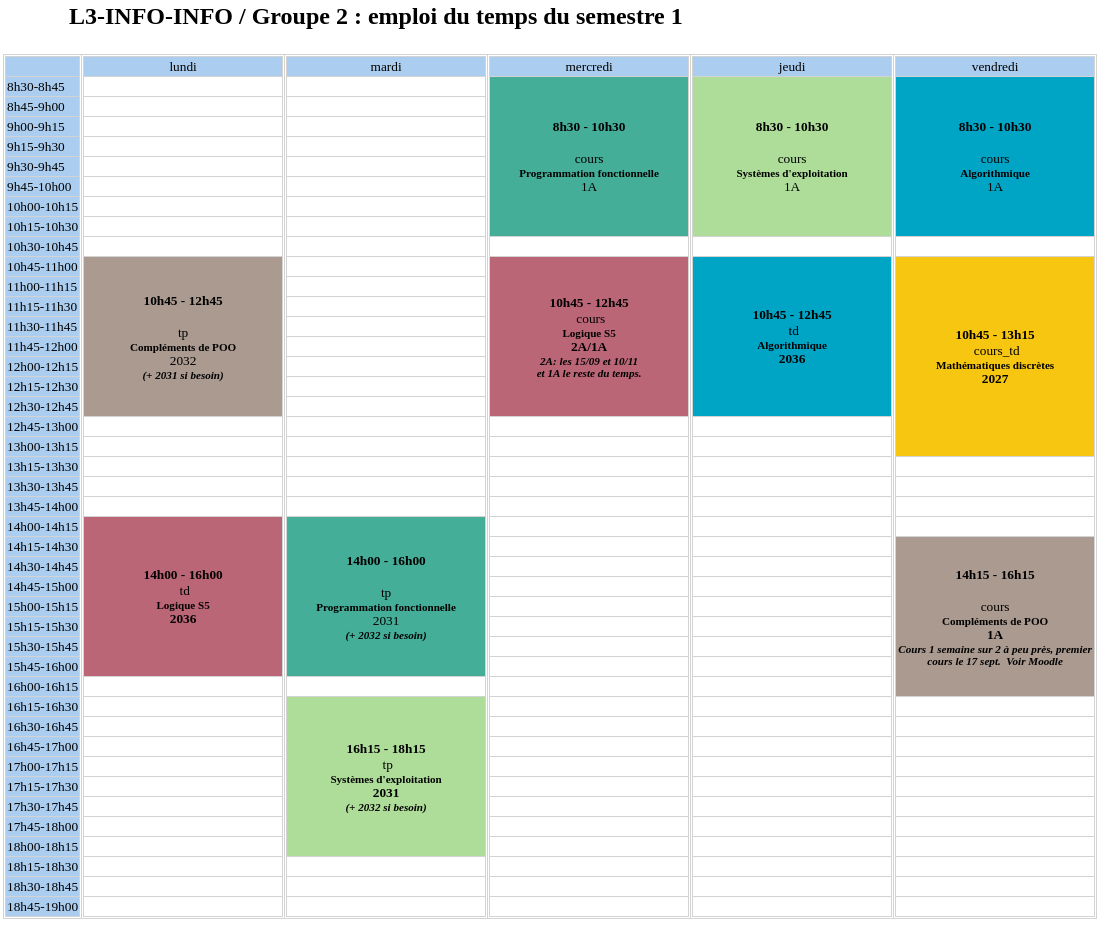 L3-INFO-INFO / Groupe 2 : emploi du temps du semestre 1
lundi
mardi
mercredi
jeudi
vendredi
8h30-8h45
8h45-9h00
9h00-9h15
9h15-9h30
9h30-9h45
9h45-10h00
10h00-10h15
10h15-10h30
10h30-10h45
10h45-11h00
11h00-11h15
11h15-11h30
11h30-11h45
11h45-12h00
12h00-12h15
12h15-12h30
12h30-12h45
12h45-13h00
13h00-13h15
13h15-13h30
13h30-13h45
13h45-14h00
14h00-14h15
14h15-14h30
14h30-14h45
14h45-15h00
15h00-15h15
15h15-15h30
15h30-15h45
15h45-16h00
16h00-16h15
16h15-16h30
16h30-16h45
16h45-17h00
17h00-17h15
17h15-17h30
17h30-17h45
17h45-18h00
18h00-18h15
18h15-18h30
18h30-18h45
18h45-19h00
10h45 - 12h45
tp
Compléments de POO
2032
(+ 2031 si besoin)
14h00 - 16h00
td
Logique S5
2036
14h00 - 16h00
tp
Programmation fonctionnelle
2031
(+ 2032 si besoin)
16h15 - 18h15
tp
Systèmes d'exploitation
2031
(+ 2032 si besoin)
8h30 - 10h30
cours
Programmation fonctionnelle
1A
10h45 - 12h45
cours
Logique S5
2A/1A
2A: les 15/09 et 10/11
et 1A le reste du temps.
8h30 - 10h30
cours
Systèmes d'exploitation
1A
10h45 - 12h45
td
Algorithmique
2036
8h30 - 10h30
cours
Algorithmique
1A
10h45 - 13h15
cours_td
Mathématiques discrètes
2027
14h15 - 16h15
cours
Compléments de POO
1A
Cours 1 semaine sur 2 à peu près, premier
cours le 17 sept. Voir Moodle